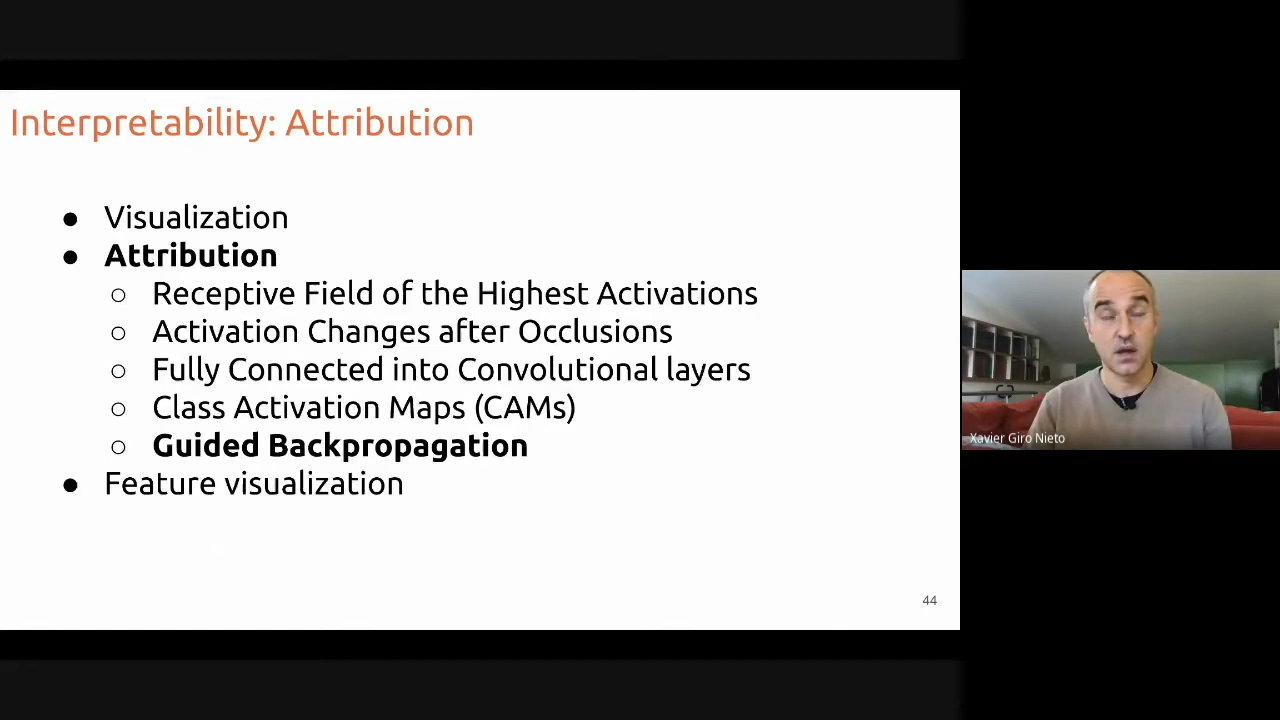 Interpretability: Attribution
● Visualization
● Attribution
○ Receptive Field of the Highest Activations
○ Activation Changes after Occlusions
○ Fully Connected into Convolutional layers
○ Class Activation Maps (CAMs)
○ Guided Backpropagation
● Feature visualization
44
Xavier Giro Nieto